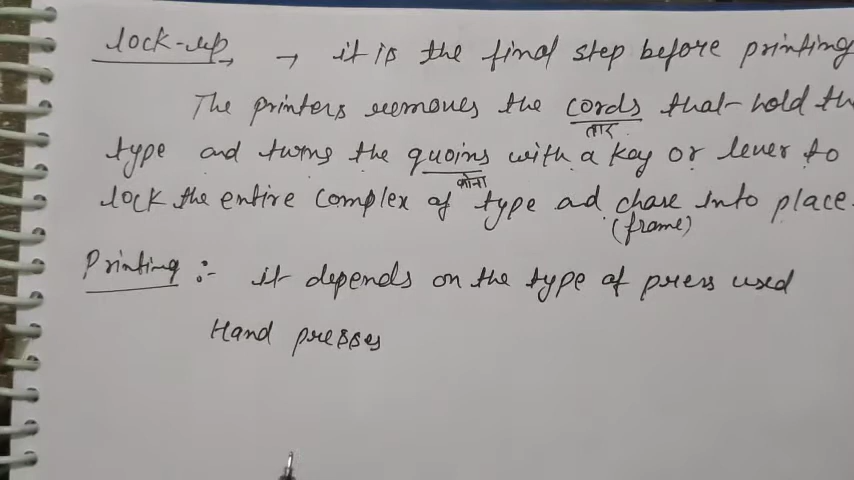 lock-up → it is the final step before printing
The printers removes the cords that hold th
तार
type and turns the quoins with a key or lever to
कोना
lock the entire complex of type ad chase into place.
(frame)
Printing :- it depends on the type of press used
Hand presses